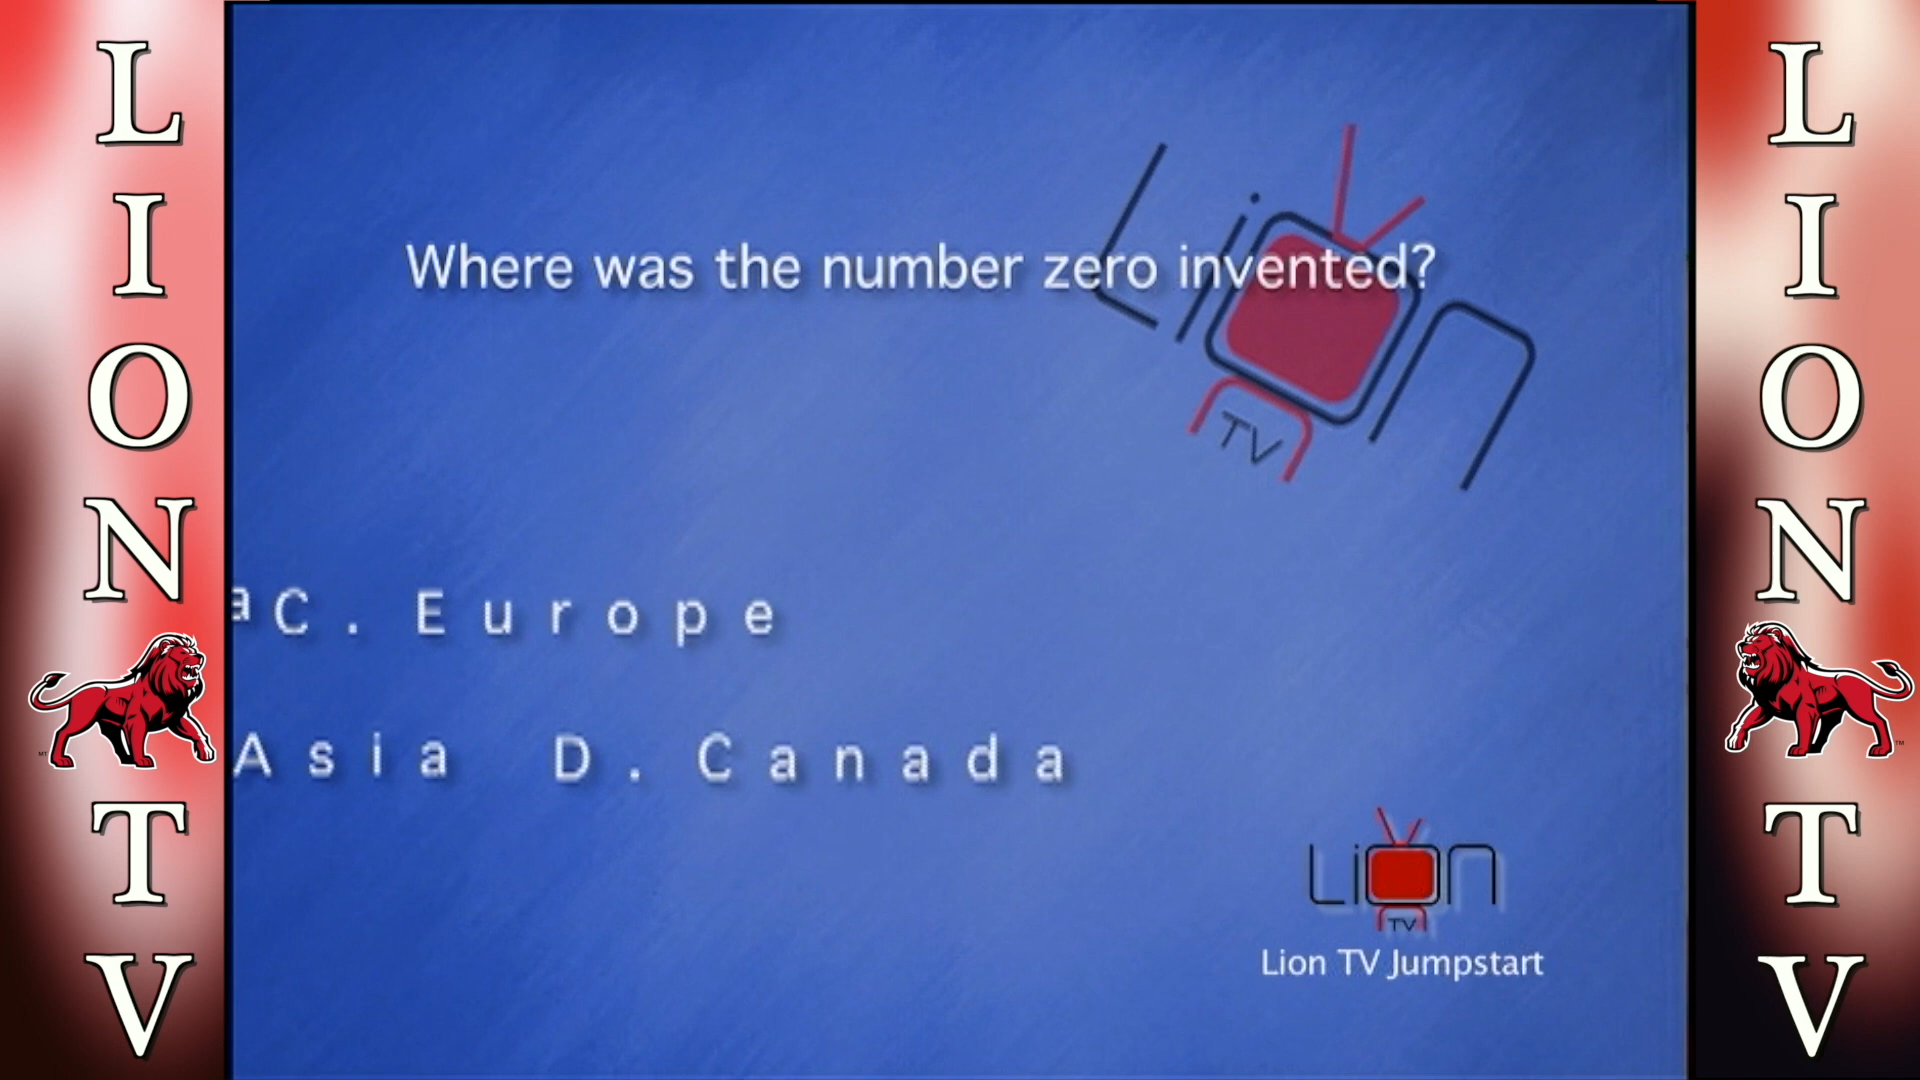 LION TV
Where was the number zero invented?
Lion
TV
a C. Europe
Asia D. Canada
Lion
TV
Lion TV Jumpstart
LION TV